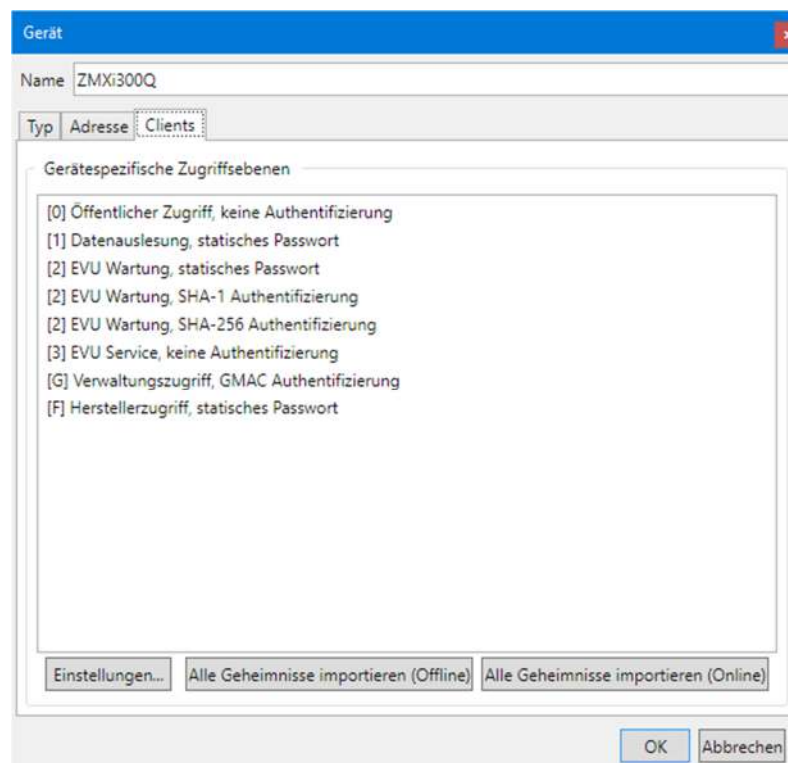 Gerät
Name ZMXi300Q
Typ Adresse Clients
Gerätespezifische Zugriffsebenen
[0] Öffentlicher Zugriff, keine Authentifizierung
[1] Datenauslesung, statisches Passwort
[2] EVU Wartung, statisches Passwort
[2] EVU Wartung, SHA-1 Authentifizierung
[2] EVU Wartung, SHA-256 Authentifizierung
[3] EVU Service, keine Authentifizierung
[G] Verwaltungszugriff, GMAC Authentifizierung
[F] Herstellerzugriff, statisches Passwort
Einstellungen... Alle Geheimnisse importieren (Offline) Alle Geheimnisse importieren (Online)
OK Abbrechen